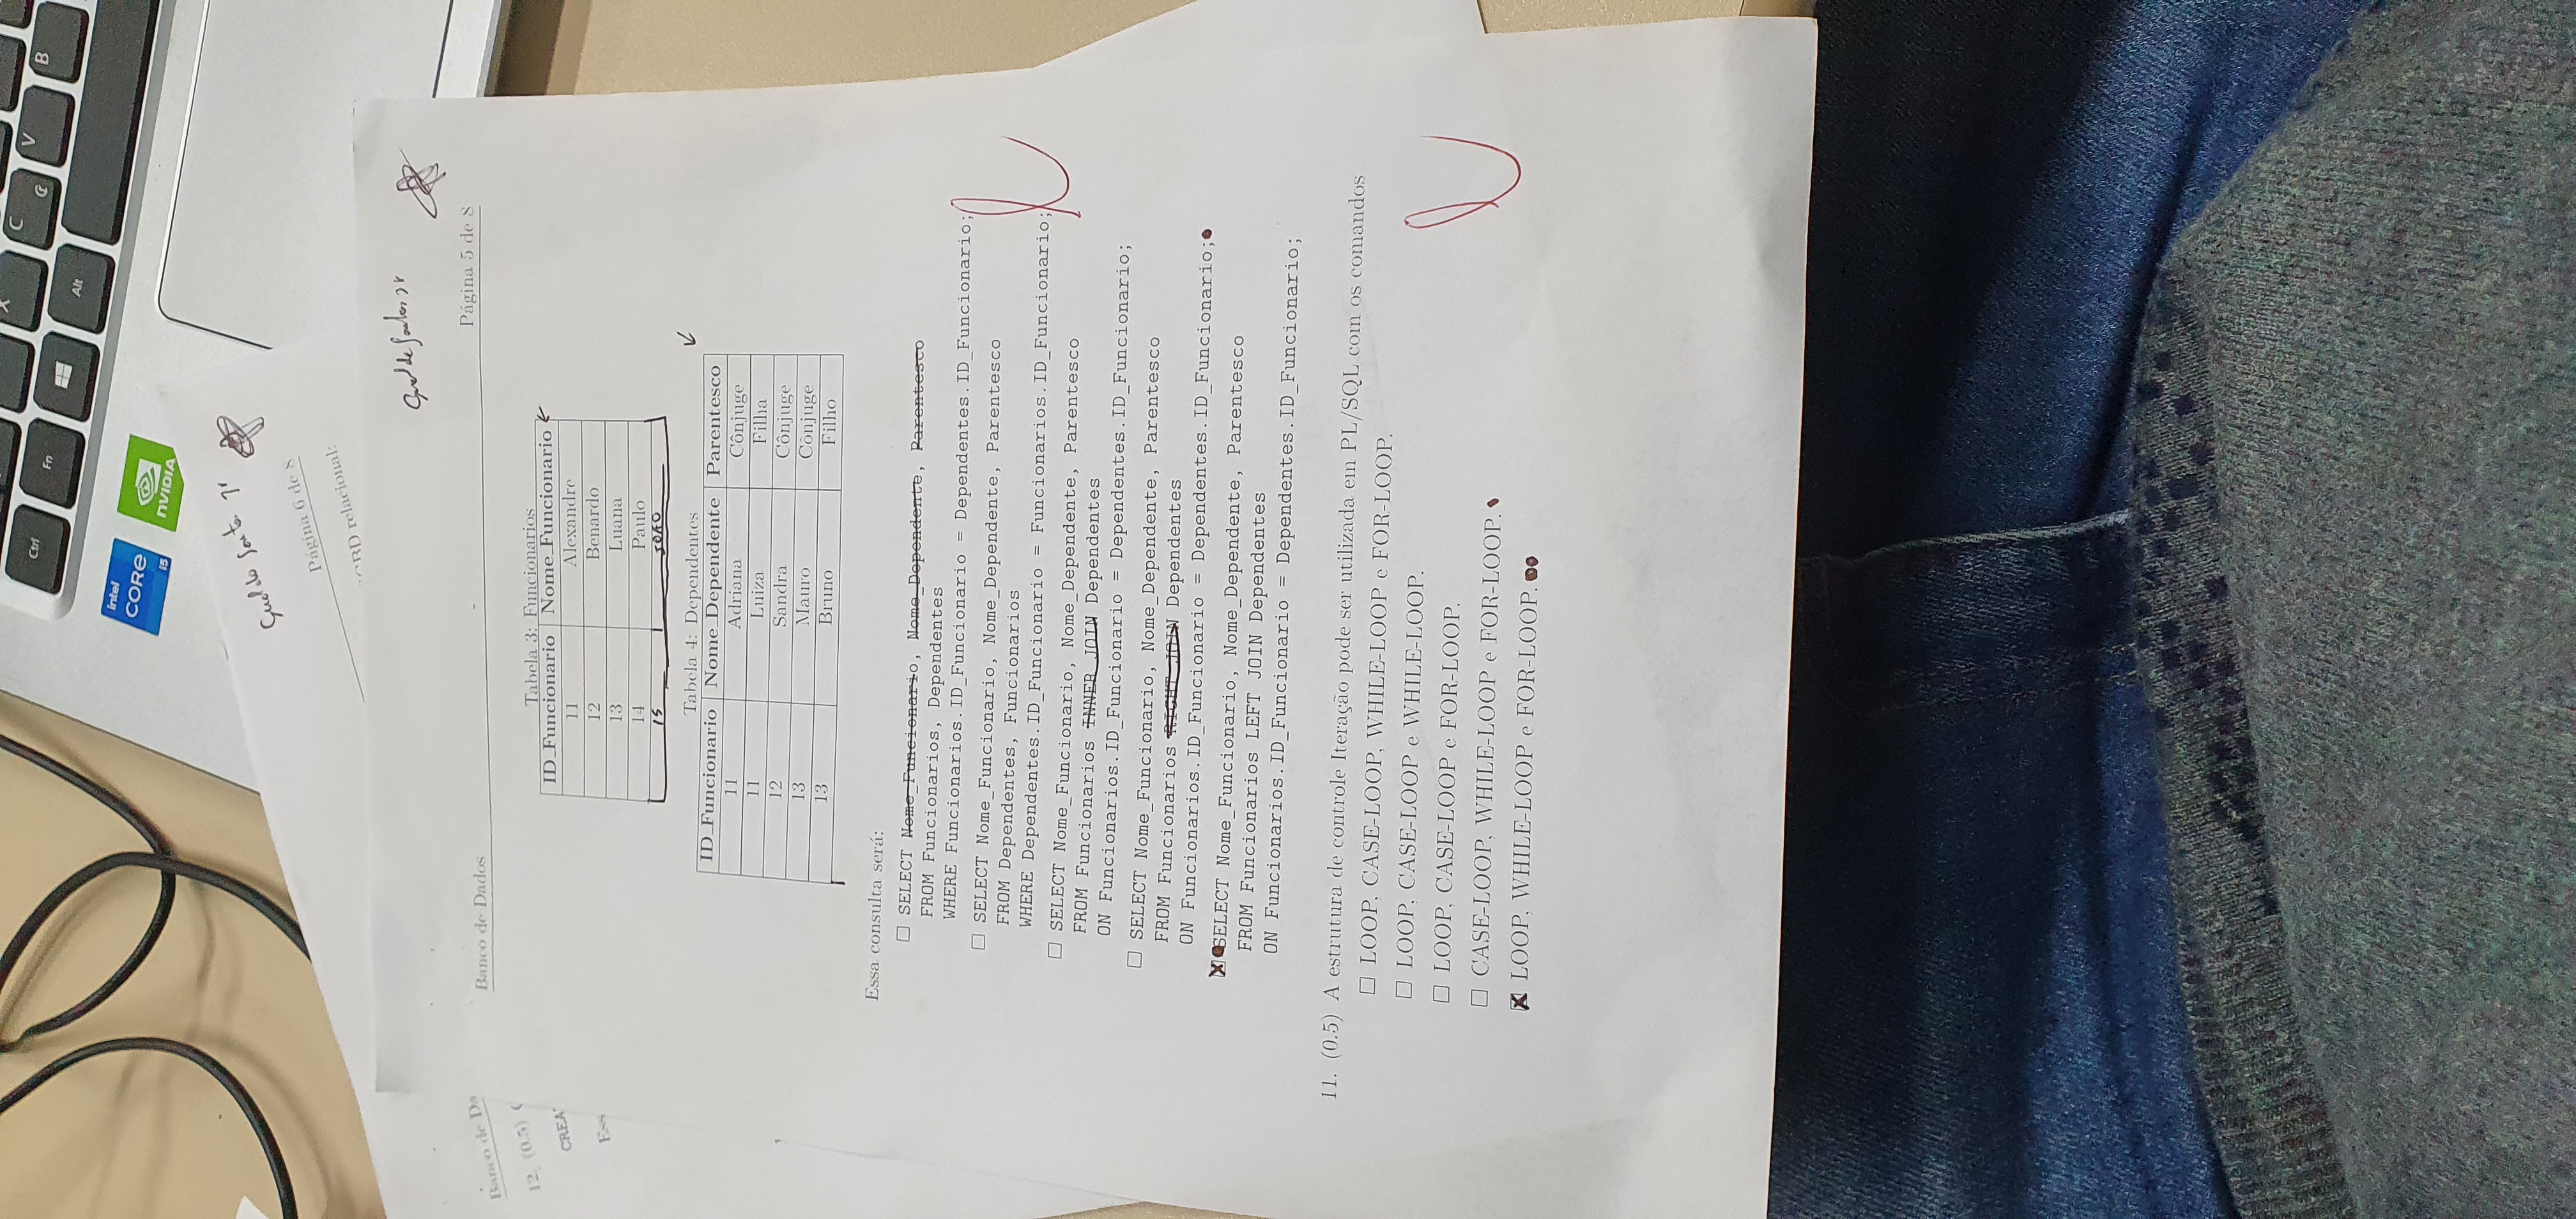 X
C
V
B
Ctrl
Fn
Alt
intel
CORE
i5
NVIDIA
Página 6 de 8
relacional:
Página 5 de 8
Banco de Dados
Banco de Da
12. (0.5)
CREA
Ess
Tabela 3: Funcionarios
ID_Funcionario Nome_Funcionario
11 Alexandre
12 Benardo
13 Luana
14 Paulo
15 JOAO
Tabela 4: Dependentes
ID_Funcionario Nome_Dependente Parentesco
11 Adriana Cônjuge
11 Luiza Filha
12 Sandra Cônjuge
13 Mauro Cônjuge
13 Bruno Filho
Essa consulta será:
SELECT Nome_Funcionario, Nome_Dependente, Parentesco
FROM Funcionarios, Dependentes
WHERE Funcionarios.ID_Funcionario = Dependentes.ID_Funcionario;
SELECT Nome_Funcionario, Nome_Dependente, Parentesco
FROM Dependentes, Funcionarios
WHERE Dependentes.ID_Funcionario = Funcionarios.ID_Funcionario;
SELECT Nome_Funcionario, Nome_Dependente, Parentesco
FROM Funcionarios INNER JOIN Dependentes
ON Funcionarios.ID_Funcionario = Dependentes.ID_Funcionario;
SELECT Nome_Funcionario, Nome_Dependente, Parentesco
FROM Funcionarios RIGHT JOIN Dependentes
ON Funcionarios.ID_Funcionario = Dependentes.ID_Funcionario;
SELECT Nome_Funcionario, Nome_Dependente, Parentesco
FROM Funcionarios LEFT JOIN Dependentes
ON Funcionarios.ID_Funcionario = Dependentes.ID_Funcionario;
11. (0.5) A estrutura de controle Iteração pode ser utilizada em PL/SQL com os comandos
LOOP, CASE-LOOP, WHILE-LOOP e FOR-LOOP.
LOOP, CASE-LOOP e WHILE-LOOP.
LOOP, CASE-LOOP e FOR-LOOP.
CASE-LOOP, WHILE-LOOP e FOR-LOOP.
LOOP, WHILE-LOOP e FOR-LOOP.